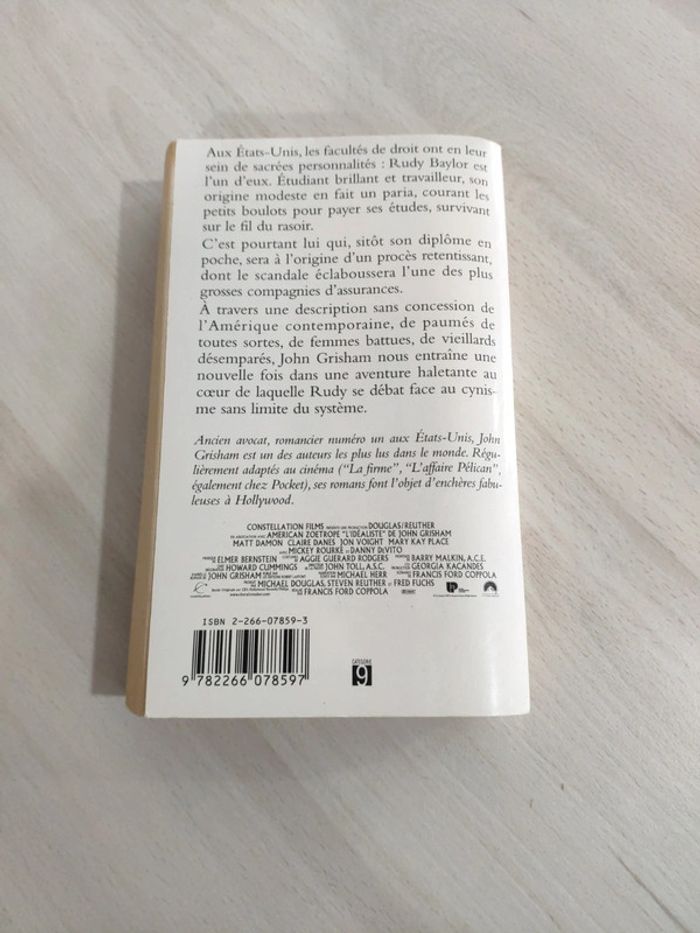 Aux États-Unis, les facultés de droit ont en leur
sein de sacrées personnalités : Rudy Baylor est
l'un d'eux. Étudiant brillant et travailleur, son
origine modeste en fait un paria, courant les
petits boulots pour payer ses études, survivant
sur le fil du rasoir.
C'est pourtant lui qui, sitôt son diplôme en
poche, sera à l'origine d'un procès retentissant,
dont le scandale éclaboussera l'une des plus
grosses compagnies d'assurances.
À travers une description sans concession de
l'Amérique contemporaine, de paumés de
toutes sortes, de femmes battues, de vieillards
désemparés, John Grisham nous entraîne une
nouvelle fois dans une aventure haletante au
cœur de laquelle Rudy se débat face au cynis-
me sans limite du système.
Ancien avocat, romancier numéro un aux États-Unis, John
Grisham est un des auteurs les plus lus dans le monde. Régu-
lièrement adaptés au cinéma ("La firme", "L'affaire Pélican",
également chez Pocket), ses romans font l'objet d'enchères fabu-
leuses à Hollywood.
CONSTELLATION FILMS PRÉSENTE UNE PRODUCTION DOUGLAS/REUTHER
EN ASSOCIATION AVEC AMERICAN ZOETROPE "L'IDÉALISTE" DE JOHN GRISHAM
MATT DAMON CLAIRE DANES JON VOIGHT MARY KAY PLACE
AVEC MICKEY ROURKE ET DANNY DEVITO
ELMER BERNSTEIN AGGIE GUERARD RODGERS BARRY MALKIN, A.C.E.
HOWARD CUMMINGS JOHN TOLL, A.S.C. GEORGIA KACANDES
JOHN GRISHAM MICHAEL HERR FRANCIS FORD COPPOLA
MICHAEL DOUGLAS, STEVEN REUTHER ET FRED FUCHS
FRANCIS FORD COPPOLA
ISBN 2-266-07859-3
9 782266 078597
CATÉGORIE
9